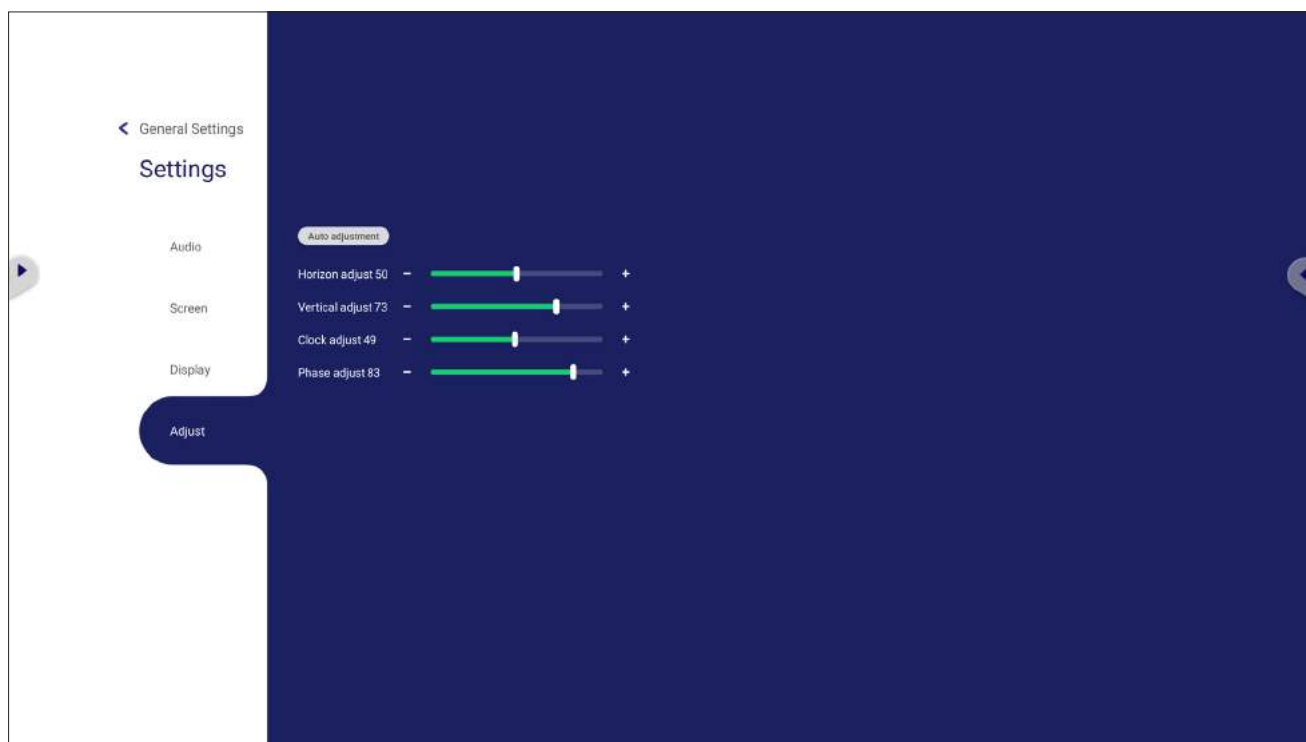 General Settings
Settings
Audio
Screen
Display
Adjust
Auto adjustment
Horizon adjust 50 - +
Vertical adjust 73 - +
Clock adjust 49 - +
Phase adjust 83 - +